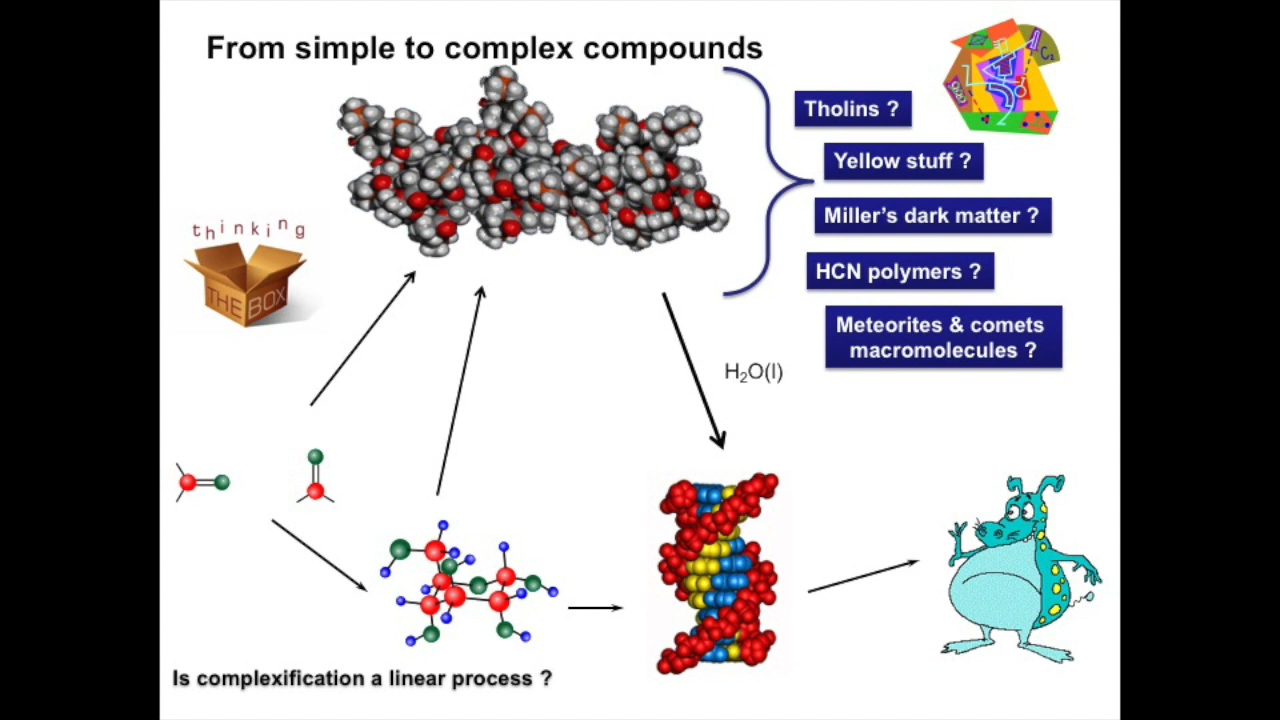 From simple to complex compounds
Tholins ?
Yellow stuff ?
Miller's dark matter ?
HCN polymers ?
Meteorites & comets
macromolecules ?
thinking
THE BOX
H₂O(l)
Is complexification a linear process ?